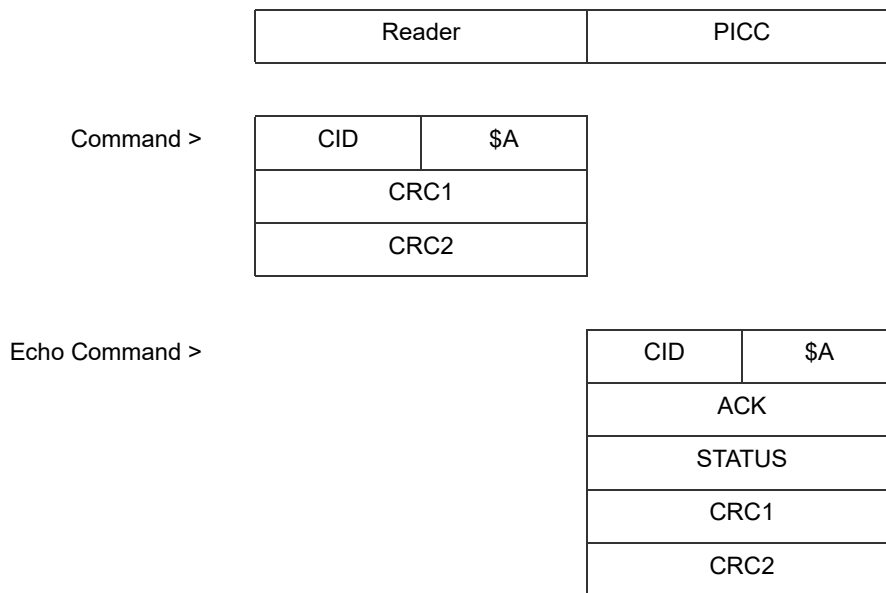 Reader PICC
Command > CID $A
CRC1
CRC2
Echo Command > CID $A
ACK
STATUS
CRC1
CRC2